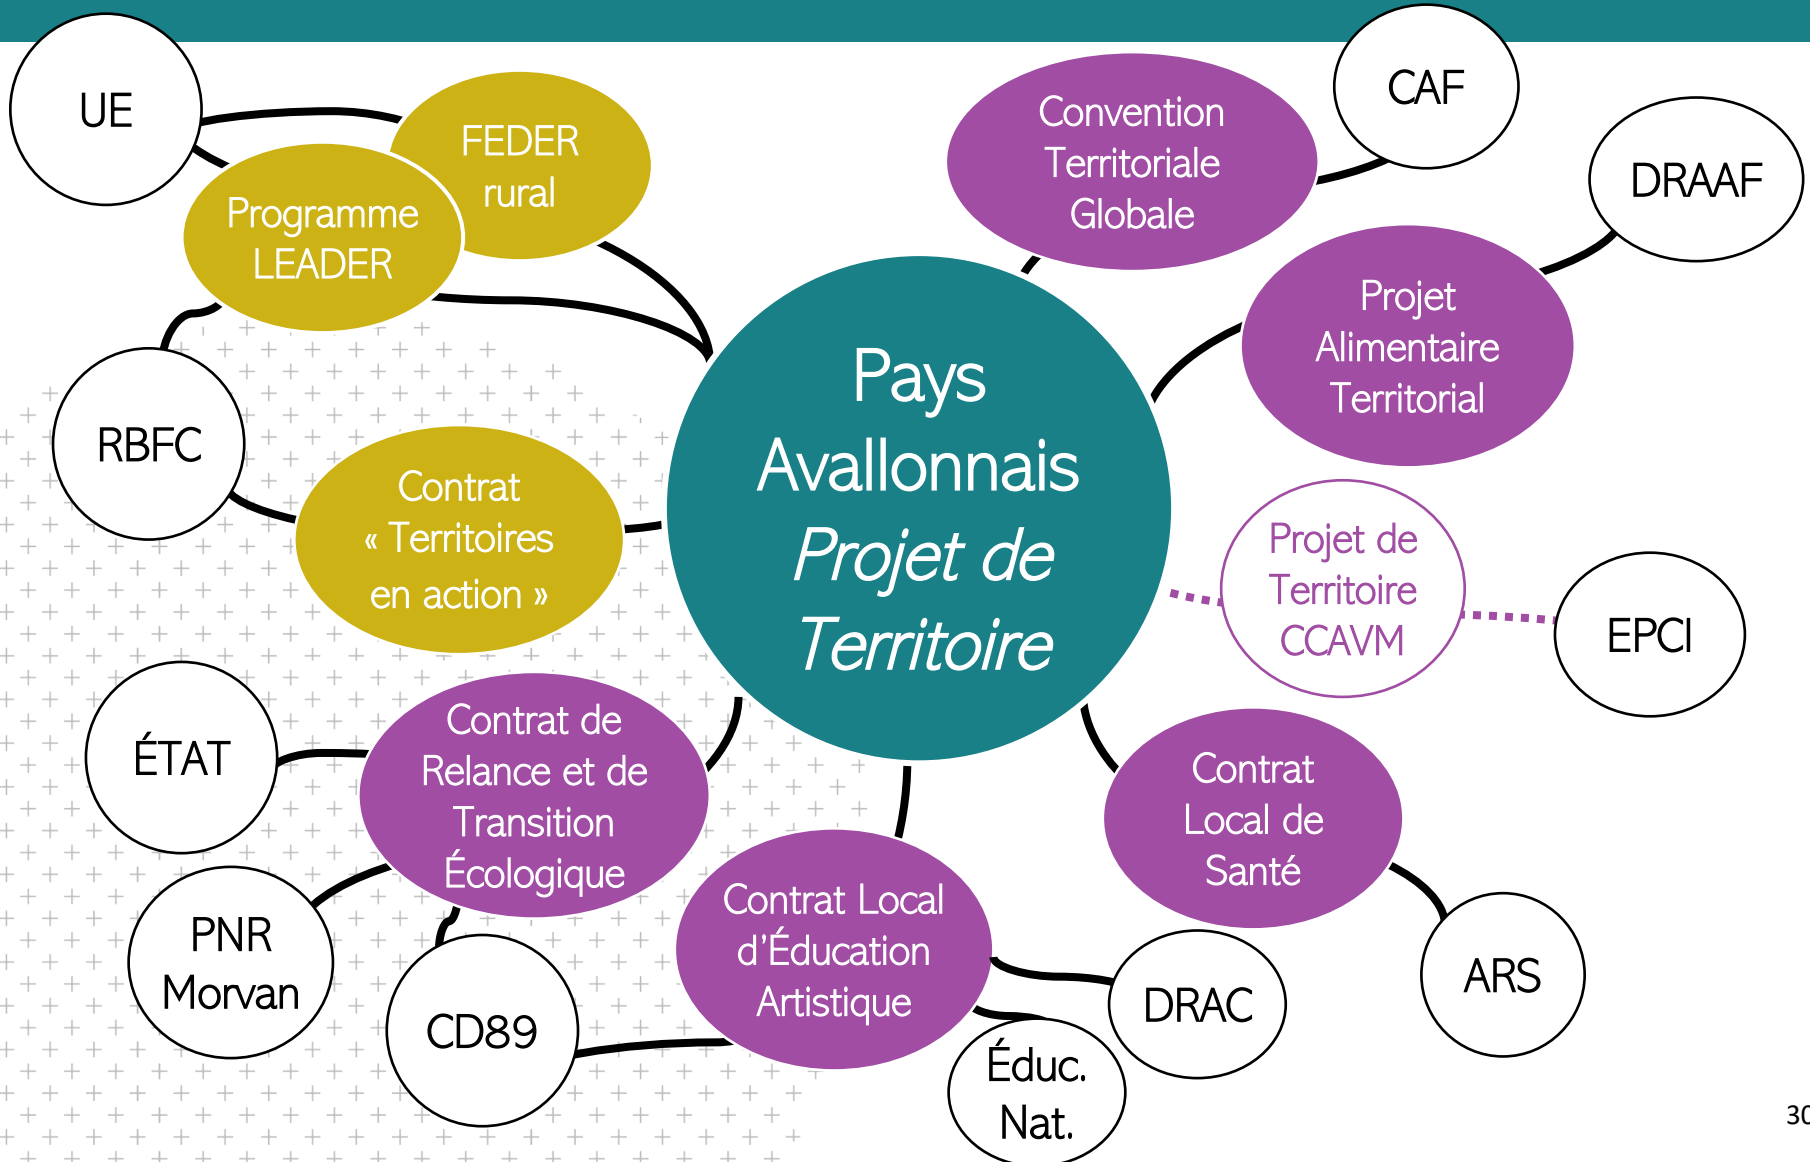 UE
FEDER
rural
Programme
LEADER
RBFC
Contrat
« Territoires
en action »
Convention
Territoriale
Globale
CAF
DRAAF
Projet
Alimentaire
Territorial
Pays
Avallonnais
Projet de
Territoire
Projet de
Territoire
CCAVM
EPCI
ÉTAT
Contrat de
Relance et de
Transition
Écologique
PNR
Morvan
CD89
Contrat Local
d'Éducation
Artistique
Éduc.
Nat.
DRAC
Contrat
Local de
Santé
ARS
30